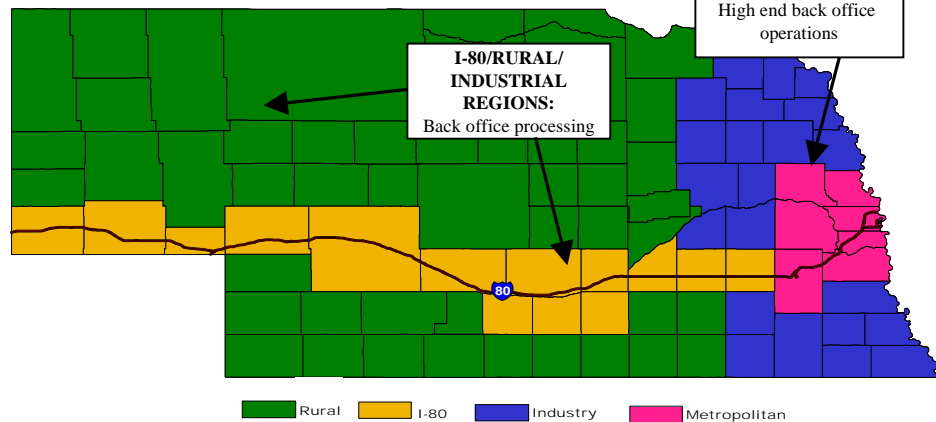 High end back office
operations
I-80/RURAL/
INDUSTRIAL
REGIONS:
Back office processing
80
Rural I-80 Industry Metropolitan